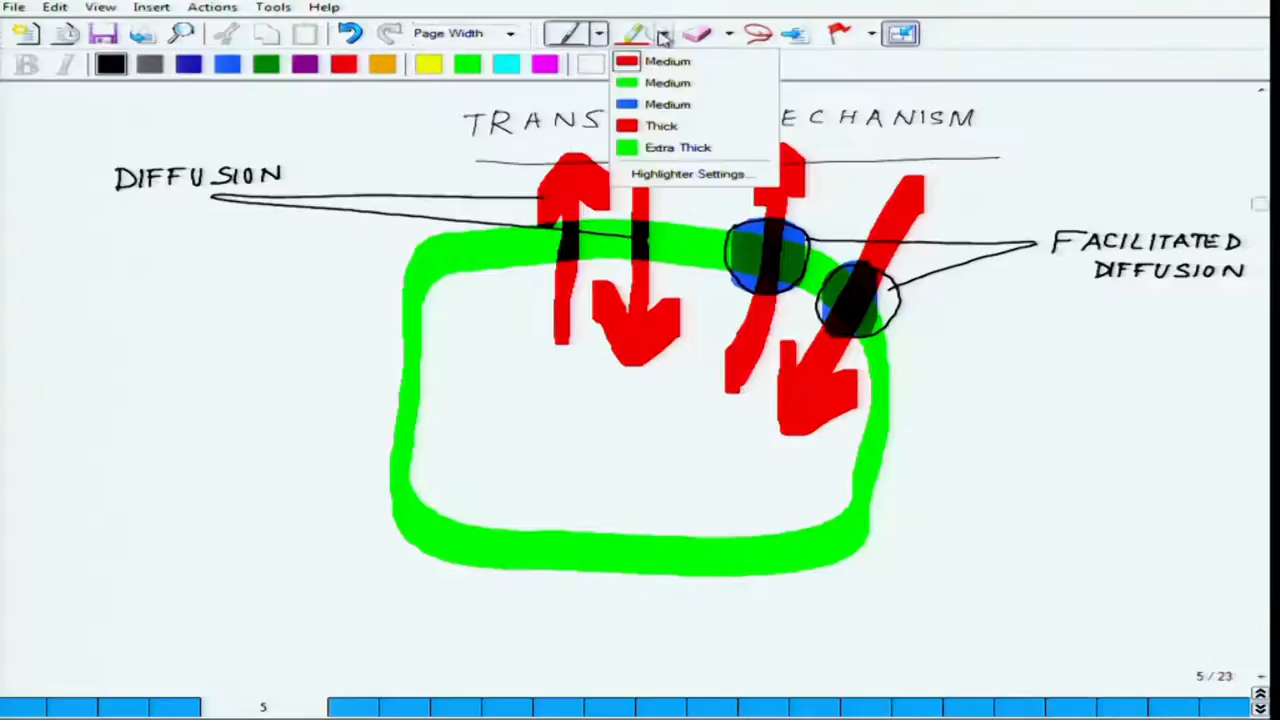 File Edit View Insert Actions Tools Help
Page Width
B I
Medium
Medium
Medium
Thick
Extra Thick
Highlighter Settings...
TRANS ECHANISM
DIFFUSION
FACILITATED
DIFFUSION
5 / 23
5